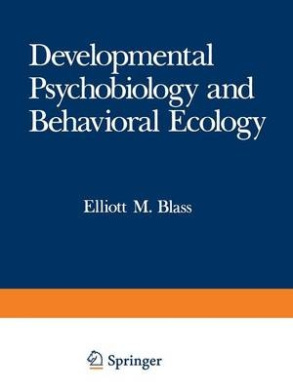 Developmental
Psychobiology and
Behavioral Ecology
Elliott M. Blass
Springer